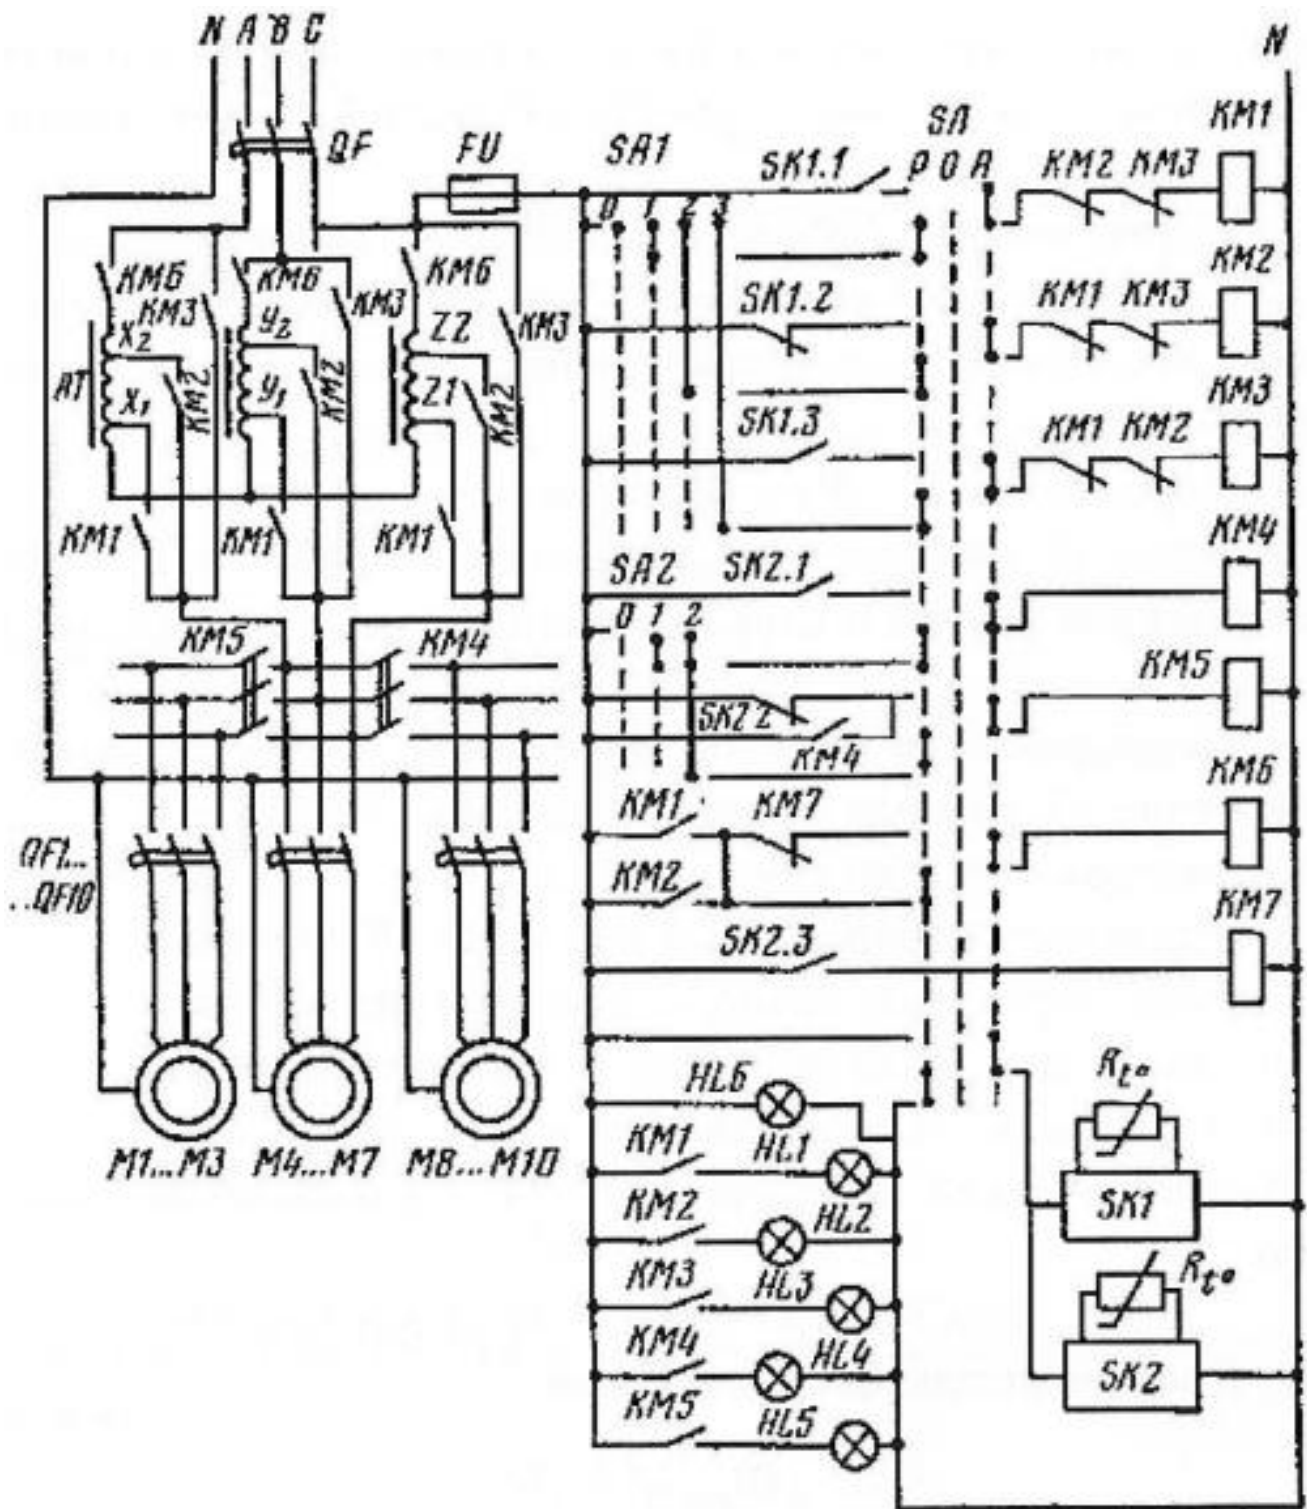 N A B C
N
QF
FU
SA1
SK1.1
SA
P O A
KM2 KM3
KM1
0 1 2 3
KM6
KM3
KM6
KM3
KM6
KM3
X2
У2
Z2
AT
X1
KM2
У1
KM2
Z1
KM2
SK1.2
KM1 KM3
KM2
SK1.3
KM1 KM2
KM3
KM1
KM1
KM1
SA2
SK2.1
KM4
0 1 2
KM5
KM4
KM5
SK2 2
KM4
KM1
KM7
KM6
QF1...
..QF10
KM2
KM7
SK2.3
M1...M3
M4...M7
M8...M10
HL6
Rt°
KM1
HL1
SK1
KM2
HL2
KM3
HL3
Rt°
KM4
HL4
SK2
KM5
HL5